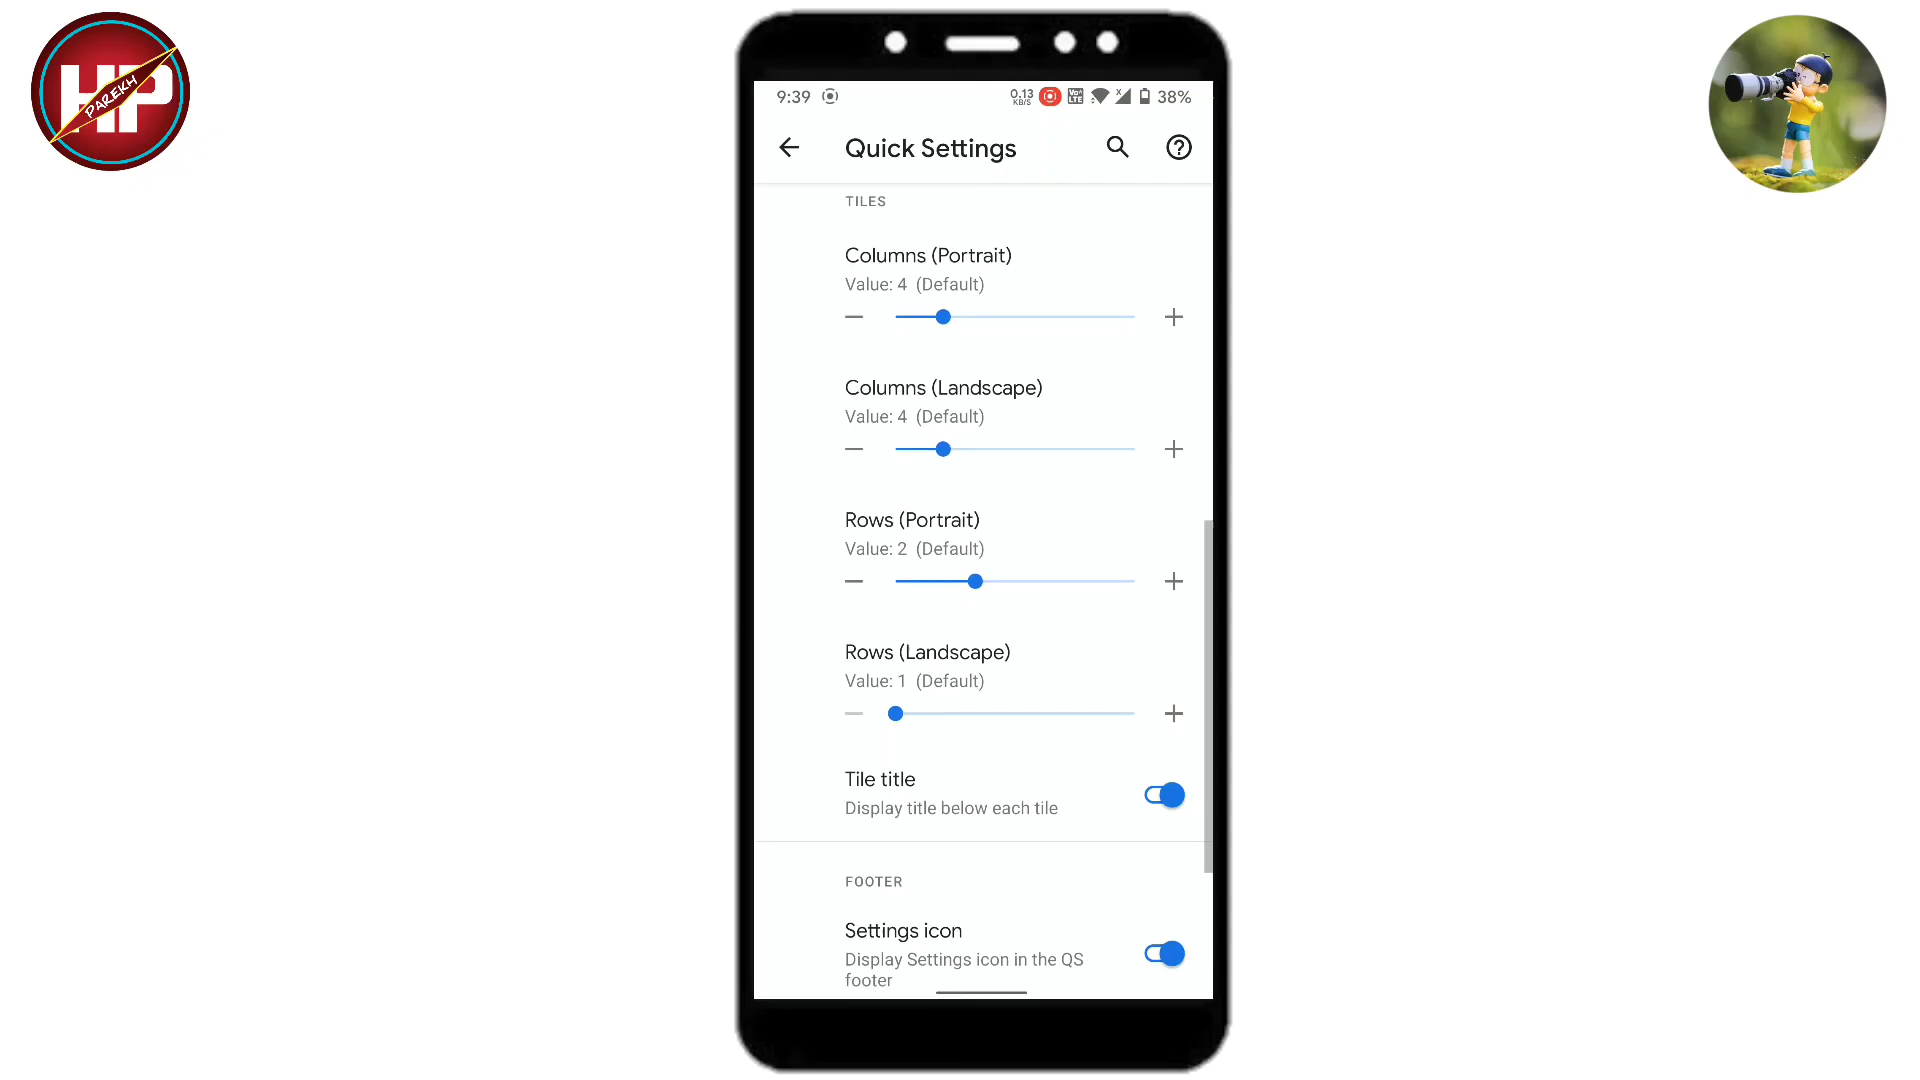 HP
PAREKH
9:39
0.13
KB/S
Vo
LTE
x
38%
Quick Settings
TILES
Columns (Portrait)
Value: 4 (Default)
Columns (Landscape)
Value: 4 (Default)
Rows (Portrait)
Value: 2 (Default)
Rows (Landscape)
Value: 1 (Default)
Tile title
Display title below each tile
FOOTER
Settings icon
Display Settings icon in the QS
footer